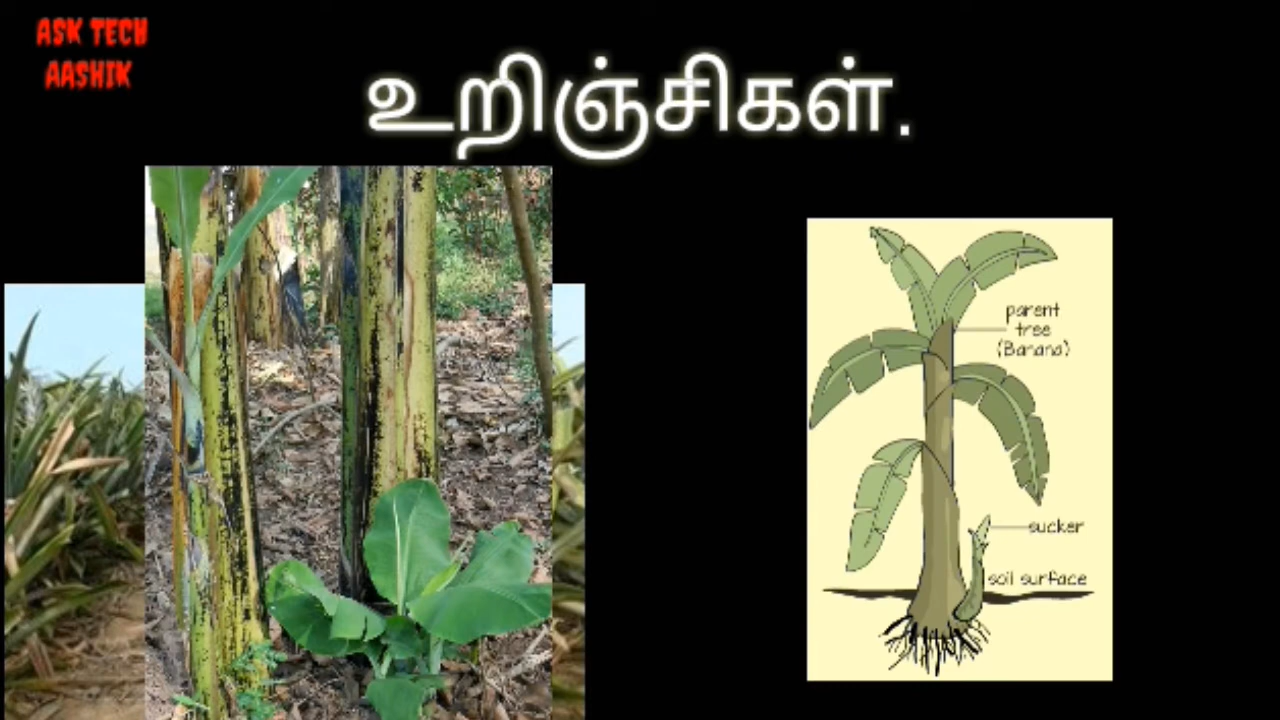 ASK TECH
AASHIK
உறிஞ்சிகள்.
parent
tree
(Banana)
sucker
soil surface